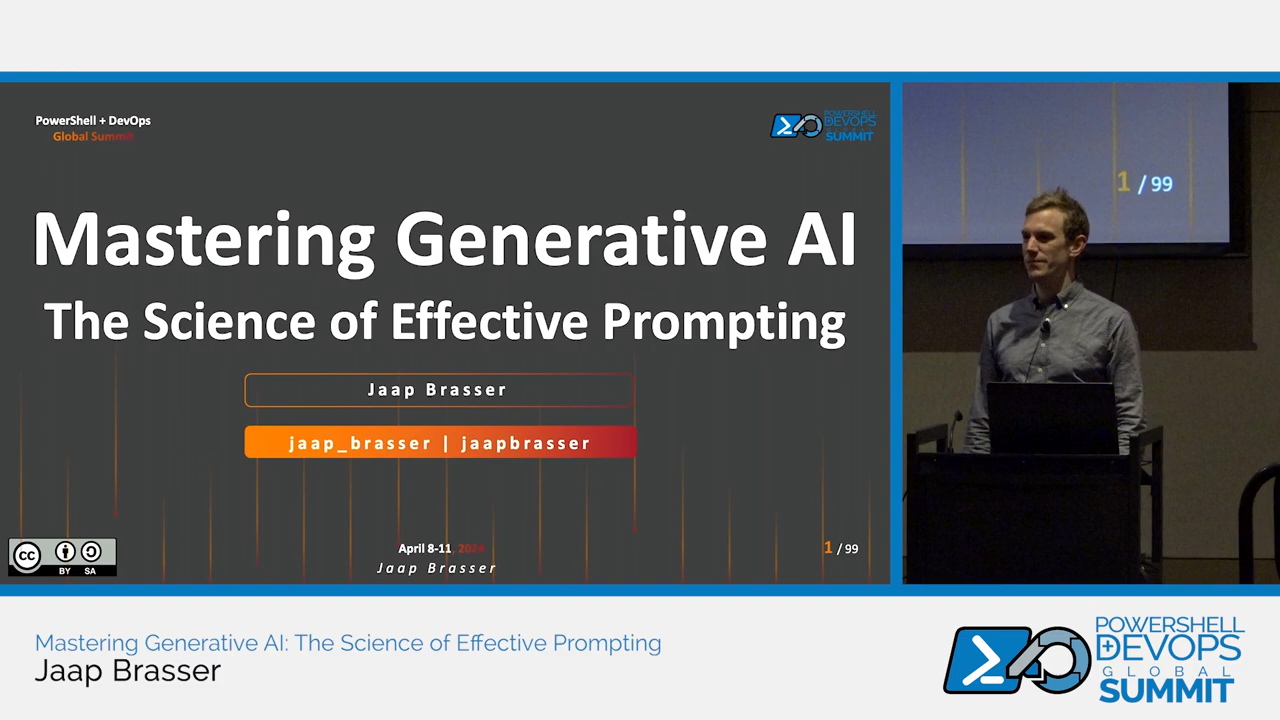 PowerShell + DevOps
Global Summit
POWERSHELL
DEVOPS
GLOBAL
SUMMIT
Mastering Generative AI
The Science of Effective Prompting
Jaap Brasser
jaap_brasser | jaapbrasser
April 8-11, 2024
Jaap Brasser
1 / 99
cc
BY SA
1 / 99
Mastering Generative AI: The Science of Effective Prompting
Jaap Brasser
POWERSHELL
DEVOPS
GLOBAL
SUMMIT